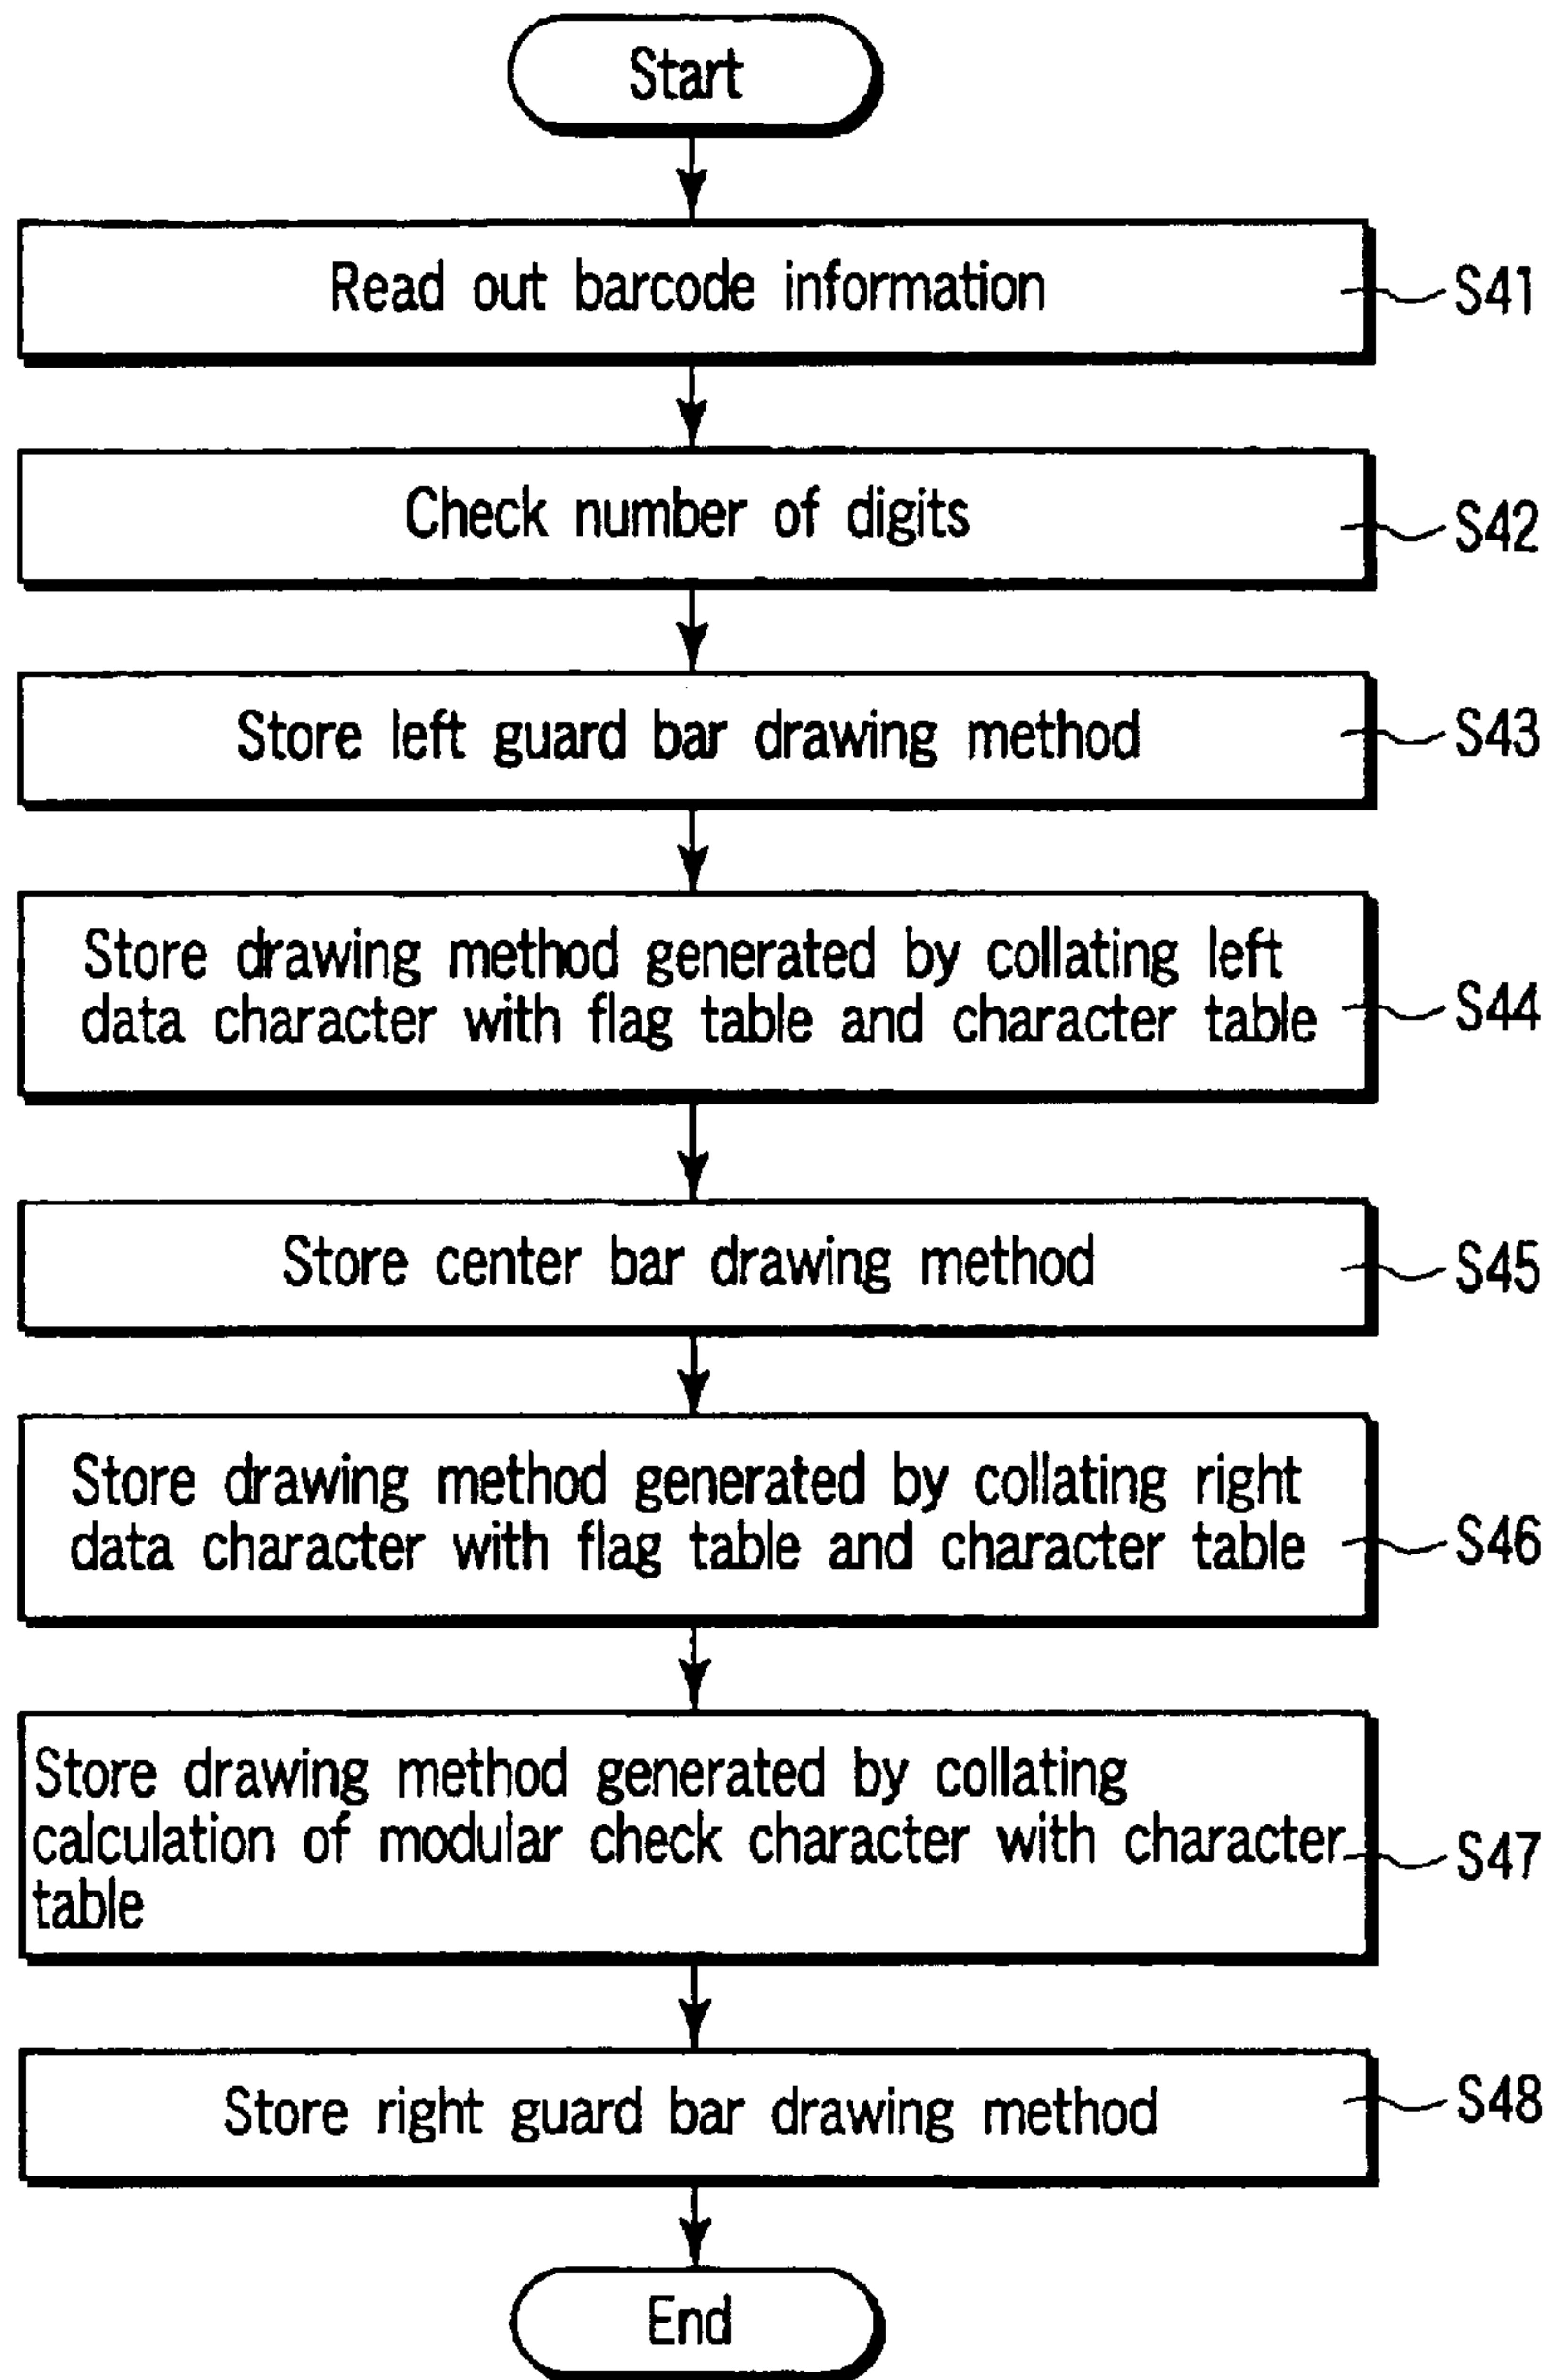 Start
Read out barcode information
S41
Check number of digits
S42
Store left guard bar drawing method
S43
Store drawing method generated by collating left
data character with flag table and character table
S44
Store center bar drawing method
S45
Store drawing method generated by collating right
data character with flag table and character table
S46
Store drawing method generated by collating
calculation of modular check character with character
table
S47
Store right guard bar drawing method
S48
End